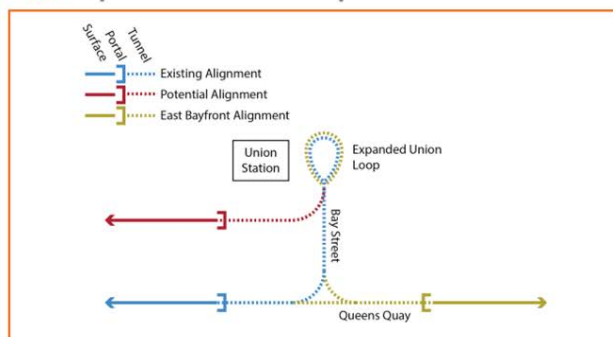 Surface
Portal
Tunnel
Existing Alignment
Potential Alignment
East Bayfront Alignment
Union
Station
Expanded Union
Loop
Bay Street
Queens Quay